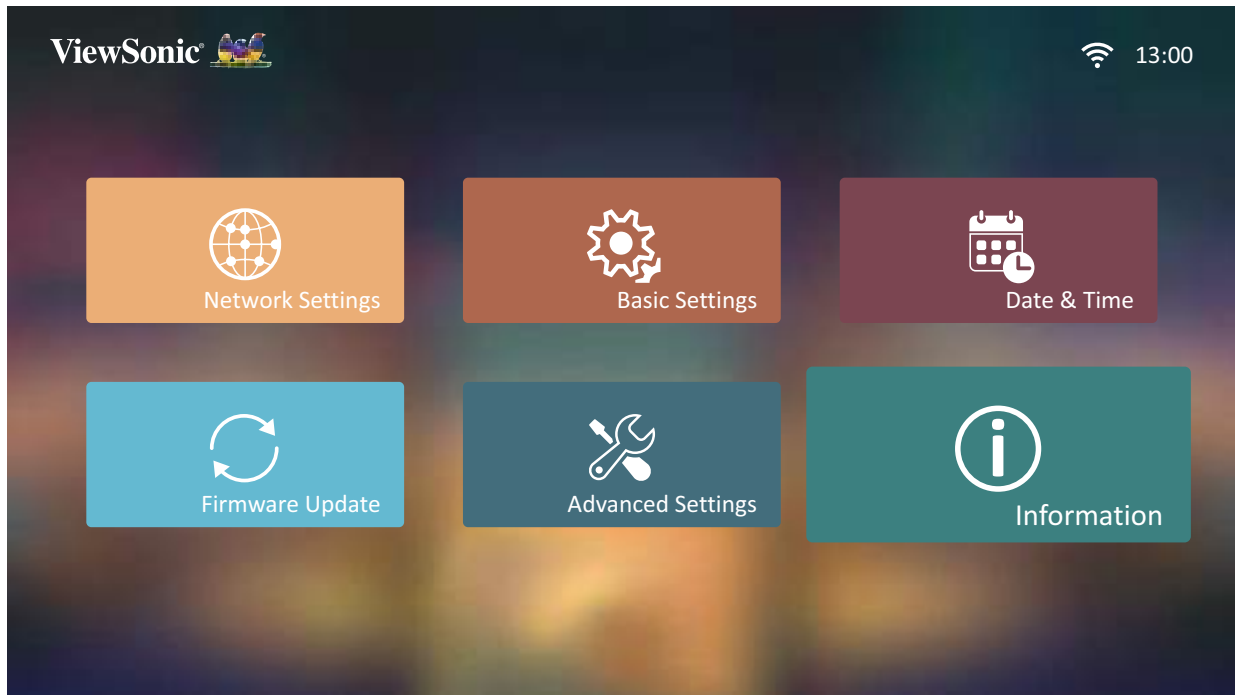 ViewSonic®
13:00
Network Settings
Basic Settings
Date & Time
Firmware Update
Advanced Settings
Information